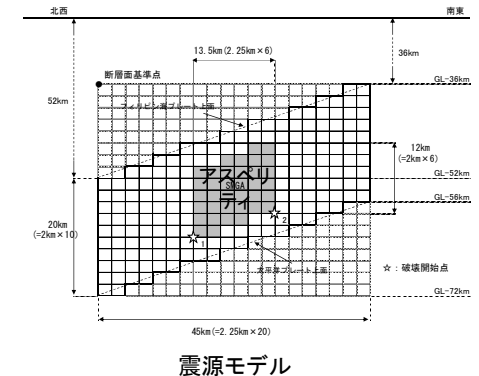 北西
南東
13.5km(2.25km×6)
36km
断層面基準点
GL-36km
52km
フィリピン海プレート上面
12km
(=2km×6)
アスペリ
ティ
SMGA
GL-52km
GL-56km
2
20km
(=2km×10)
1
太平洋プレート上面
☆：破壊開始点
GL-72km
45km(=2.25km×20)
震源モデル